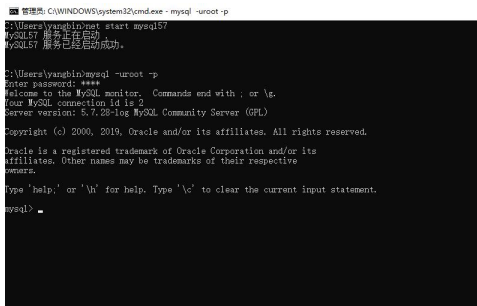 管理员: C:\WINDOWS\system32\cmd.exe - mysql -uroot -p
C:\Users\yangbin>net start mysql57
MySQL57 服务正在启动 .
MySQL57 服务已经启动成功。
C:\Users\yangbin>mysql -uroot -p
Enter password: ****
Welcome to the MySQL monitor.  Commands end with ; or \g.
Your MySQL connection id is 2
Server version: 5.7.28-log MySQL Community Server (GPL)
Copyright (c) 2000, 2019, Oracle and/or its affiliates. All rights reserved.
Oracle is a registered trademark of Oracle Corporation and/or its
affiliates. Other names may be trademarks of their respective
owners.
Type 'help;' or '\h' for help. Type '\c' to clear the current input statement.
mysql>